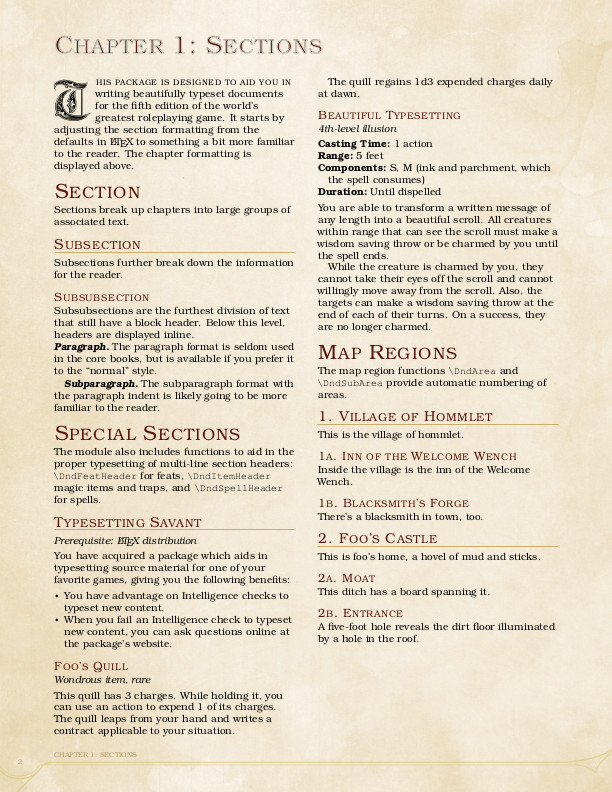 CHAPTER 1: SECTIONS
THIS PACKAGE IS DESIGNED TO AID YOU IN
writing beautifully typeset documents
for the fifth edition of the world's
greatest roleplaying game. It starts by
adjusting the section formatting from the
defaults in LATEX to something a bit more familiar
to the reader. The chapter formatting is
displayed above.
SECTION
Sections break up chapters into large groups of
associated text.
SUBSECTION
Subsections further break down the information
for the reader.
SUBSUBSECTION
Subsubsections are the furthest division of text
that still have a block header. Below this level,
headers are displayed inline.
Paragraph. The paragraph format is seldom used
in the core books, but is available if you prefer it
to the “normal” style.
Subparagraph. The subparagraph format with
the paragraph indent is likely going to be more
familiar to the reader.
SPECIAL SECTIONS
The module also includes functions to aid in the
proper typesetting of multi-line section headers:
\DndFeatHeader for feats, \DndItemHeader
magic items and traps, and \DndSpellHeader
for spells.
TYPESETTING SAVANT
Prerequisite: LATEX distribution
You have acquired a package which aids in
typesetting source material for one of your
favorite games, giving you the following benefits:
• You have advantage on Intelligence checks to
typeset new content.
• When you fail an Intelligence check to typeset
new content, you can ask questions online at
the package's website.
FOO'S QUILL
Wondrous item, rare
This quill has 3 charges. While holding it, you
can use an action to expend 1 of its charges.
The quill leaps from your hand and writes a
contract applicable to your situation.
The quill regains 1d3 expended charges daily
at dawn.
BEAUTIFUL TYPESETTING
4th-level illusion
Casting Time: 1 action
Range: 5 feet
Components: S, M (ink and parchment, which
the spell consumes)
Duration: Until dispelled
You are able to transform a written message of
any length into a beautiful scroll. All creatures
within range that can see the scroll must make a
wisdom saving throw or be charmed by you until
the spell ends.
While the creature is charmed by you, they
cannot take their eyes off the scroll and cannot
willingly move away from the scroll. Also, the
targets can make a wisdom saving throw at the
end of each of their turns. On a success, they
are no longer charmed.
MAP REGIONS
The map region functions \DndArea and
\DndSubArea provide automatic numbering of
areas.
1. VILLAGE OF HOMMLET
This is the village of hommlet.
1A. INN OF THE WELCOME WENCH
Inside the village is the inn of the Welcome
Wench.
1B. BLACKSMITH'S FORGE
There's a blacksmith in town, too.
2. FOO'S CASTLE
This is foo's home, a hovel of mud and sticks.
2A. MOAT
This ditch has a board spanning it.
2B. ENTRANCE
A five-foot hole reveals the dirt floor illuminated
by a hole in the roof.
CHAPTER 1: SECTIONS
2